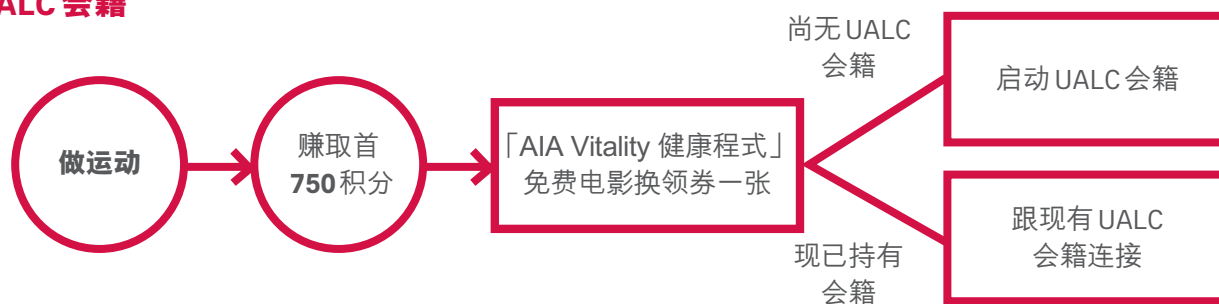 UALC 会籍
做运动
赚取首
750积分
「AIA Vitality 健康程式」
免费电影换领券一张
尚无UALC
会籍
启动UALC会籍
现已持有
会籍
跟现有UALC
会籍连接